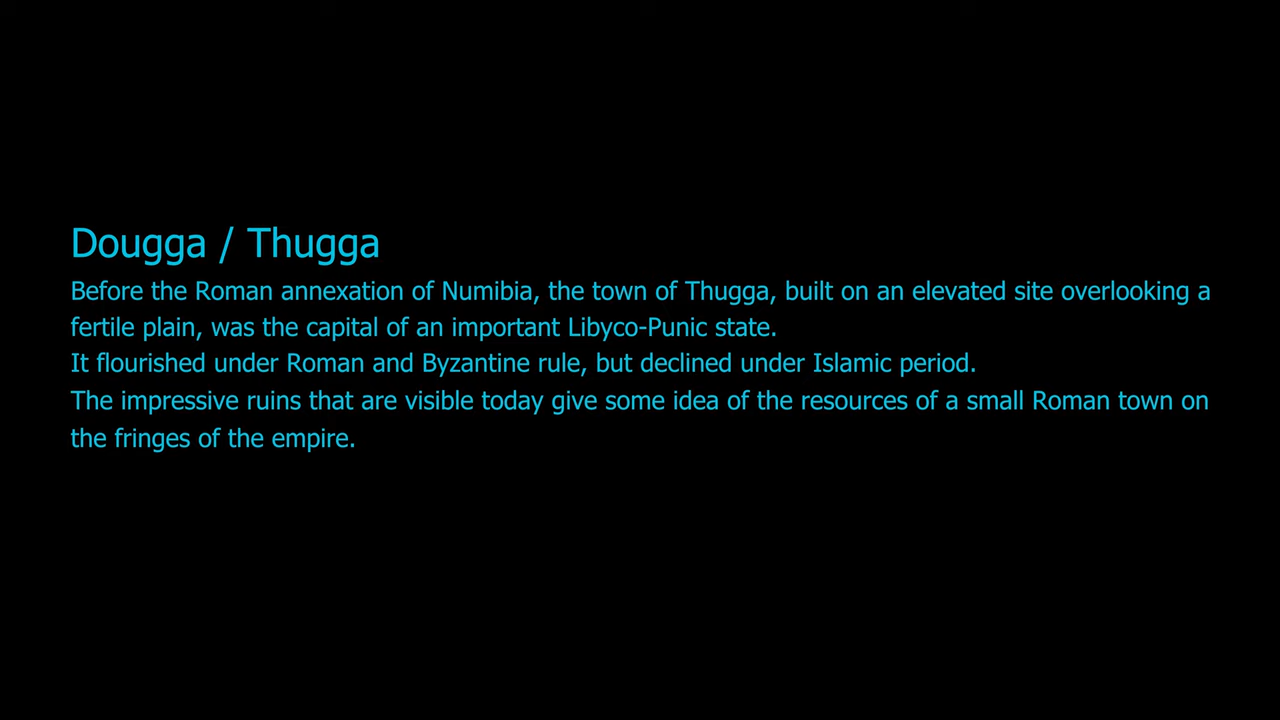 Dougga / Thugga
Before the Roman annexation of Numibia, the town of Thugga, built on an elevated site overlooking a
fertile plain, was the capital of an important Libyco-Punic state.
It flourished under Roman and Byzantine rule, but declined under Islamic period.
The impressive ruins that are visible today give some idea of the resources of a small Roman town on
the fringes of the empire.